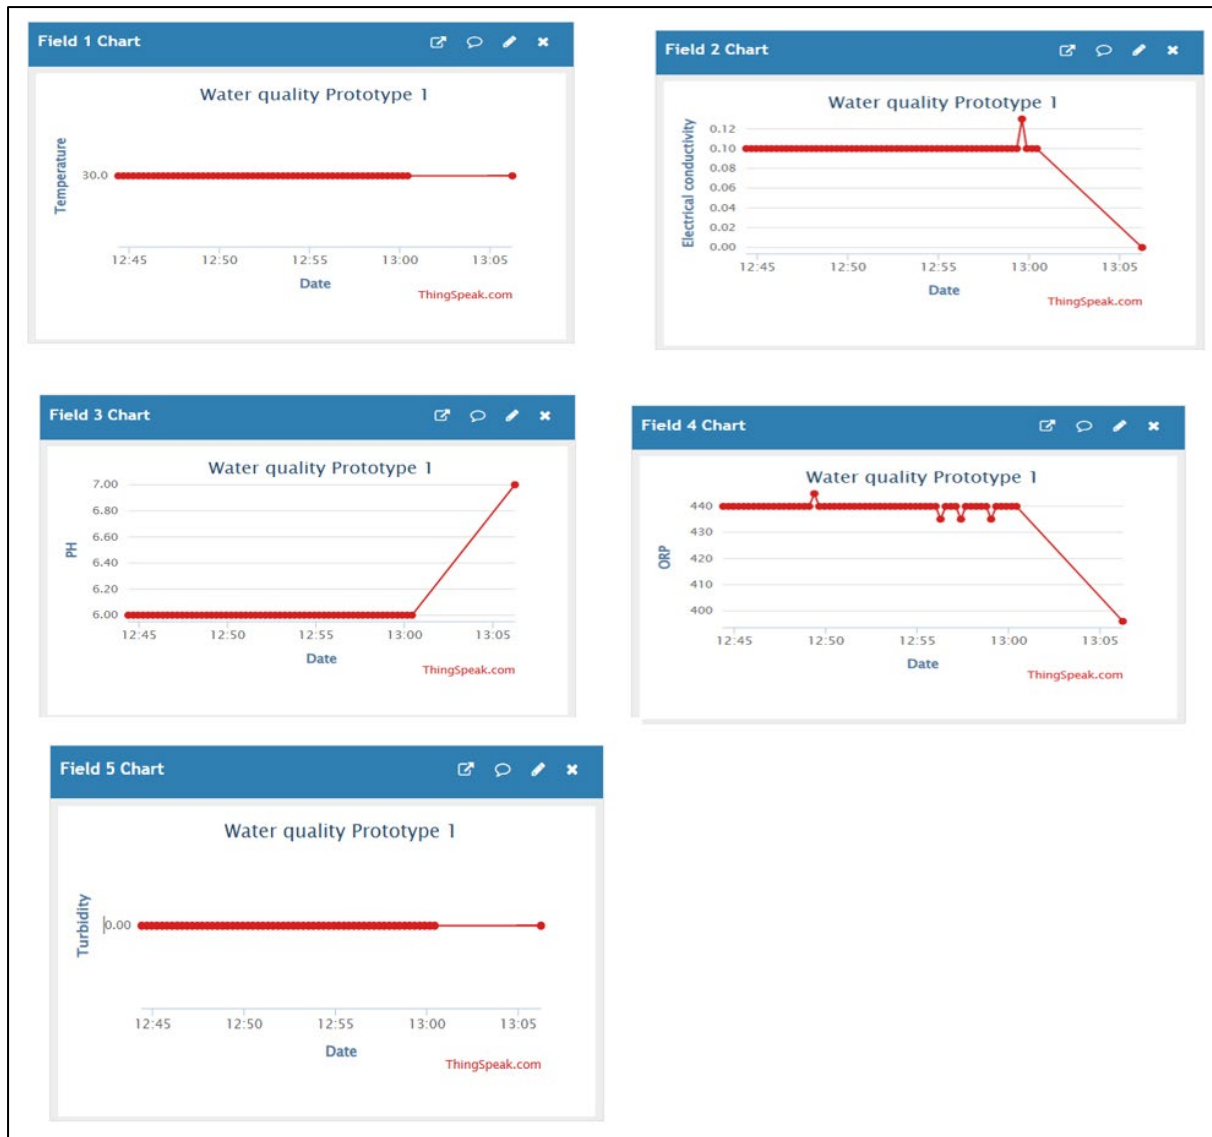 Field 1 Chart
Water quality Prototype 1
Temperature
30.0
12:45 12:50 12:55 13:00 13:05
Date
ThingSpeak.com
Field 2 Chart
Water quality Prototype 1
Electrical conductivity
0.12
0.10
0.08
0.06
0.04
0.02
0.00
12:45 12:50 12:55 13:00 13:05
Date
ThingSpeak.com
Field 3 Chart
Water quality Prototype 1
PH
7.00
6.80
6.60
6.40
6.20
6.00
12:45 12:50 12:55 13:00 13:05
Date
ThingSpeak.com
Field 4 Chart
Water quality Prototype 1
ORP
440
430
420
410
400
12:45 12:50 12:55 13:00 13:05
Date
ThingSpeak.com
Field 5 Chart
Water quality Prototype 1
Turbidity
0.00
12:45 12:50 12:55 13:00 13:05
Date
ThingSpeak.com